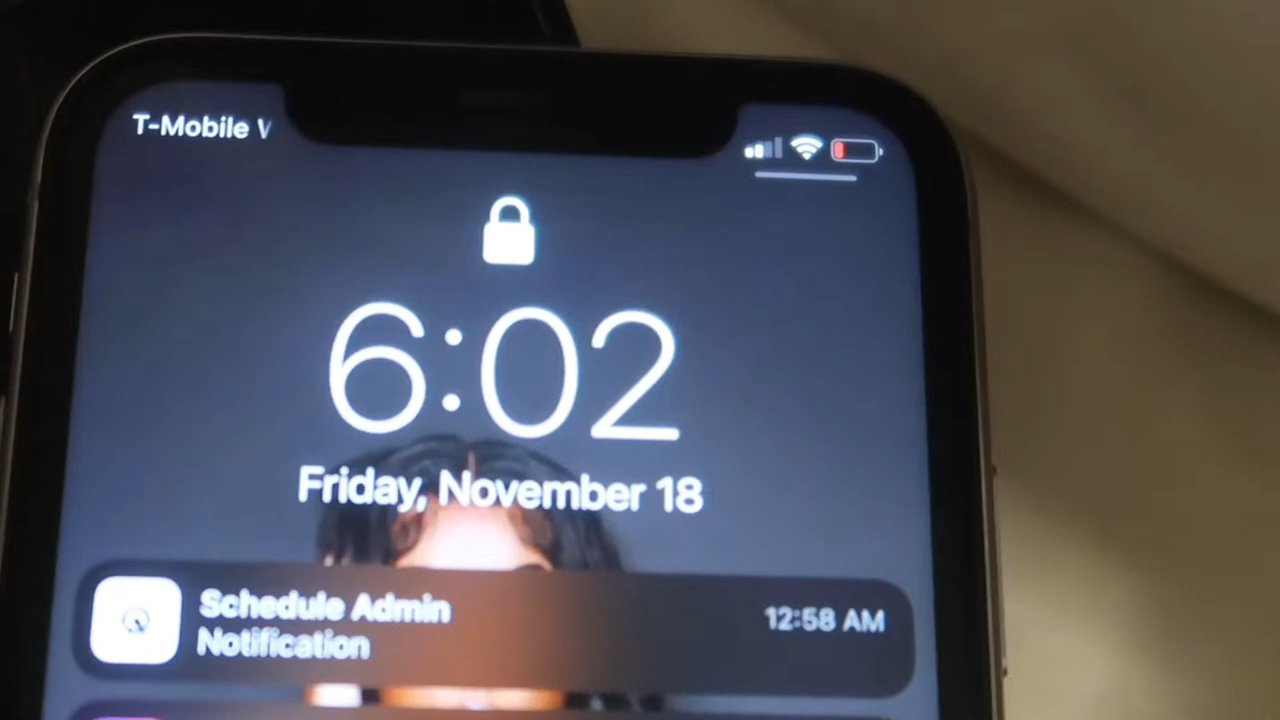 T-Mobile
6:02
Friday, November 18
Schedule Admin
12:58 AM
Notification